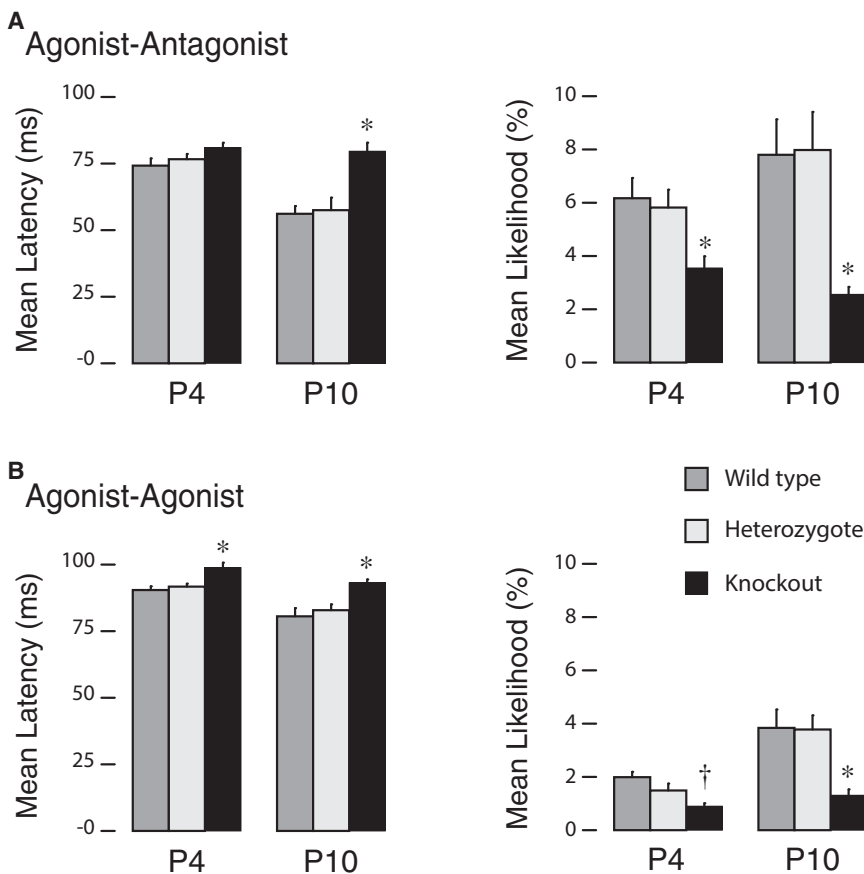 A
Agonist-Antagonist
Mean Latency (ms)
100
75
50
25
-0
*
P4
P10
Mean Likelihood (%)
10
8
6
4
2
0
*
*
P4
P10
B
Agonist-Agonist
Mean Latency (ms)
100
75
50
25
-0
*
*
P4
P10
Wild type
Heterozygote
Knockout
Mean Likelihood (%)
10
8
6
4
2
0
†
*
P4
P10